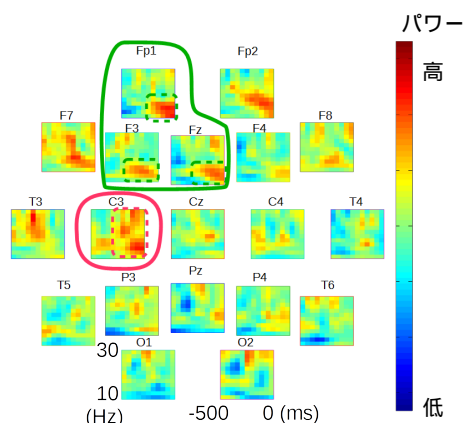 パワー
Fp1 Fp2
高
F7 F3 Fz F4 F8
T3 C3 Cz C4 T4
T5 P3 Pz P4 T6
O1 O2
30
10
(Hz) -500 0 (ms)
低